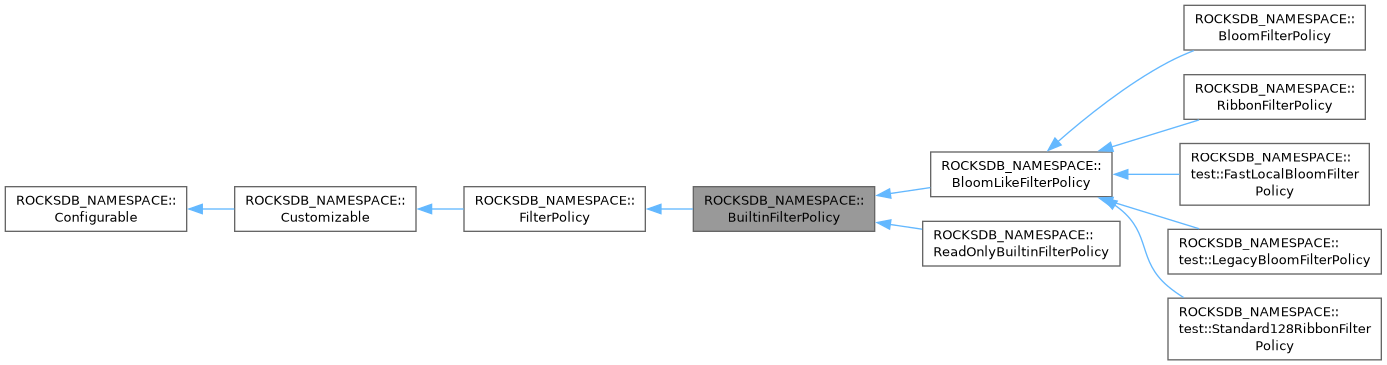 ROCKSDB_NAMESPACE::
Configurable
ROCKSDB_NAMESPACE::
Customizable
ROCKSDB_NAMESPACE::
FilterPolicy
ROCKSDB_NAMESPACE::
BuiltinFilterPolicy
ROCKSDB_NAMESPACE::
BloomLikeFilterPolicy
ROCKSDB_NAMESPACE::
ReadOnlyBuiltinFilterPolicy
ROCKSDB_NAMESPACE::
BloomFilterPolicy
ROCKSDB_NAMESPACE::
RibbonFilterPolicy
ROCKSDB_NAMESPACE::
test::FastLocalBloomFilter
Policy
ROCKSDB_NAMESPACE::
test::LegacyBloomFilterPolicy
ROCKSDB_NAMESPACE::
test::Standard128RibbonFilter
Policy